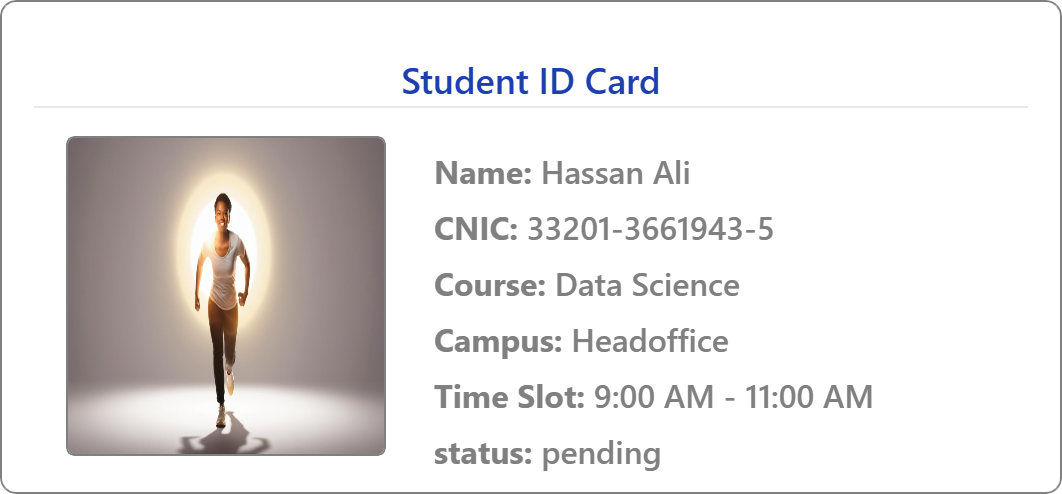 Student ID Card
Name: Hassan Ali
CNIC: 33201-3661943-5
Course: Data Science
Campus: Headoffice
Time Slot: 9:00 AM - 11:00 AM
status: pending